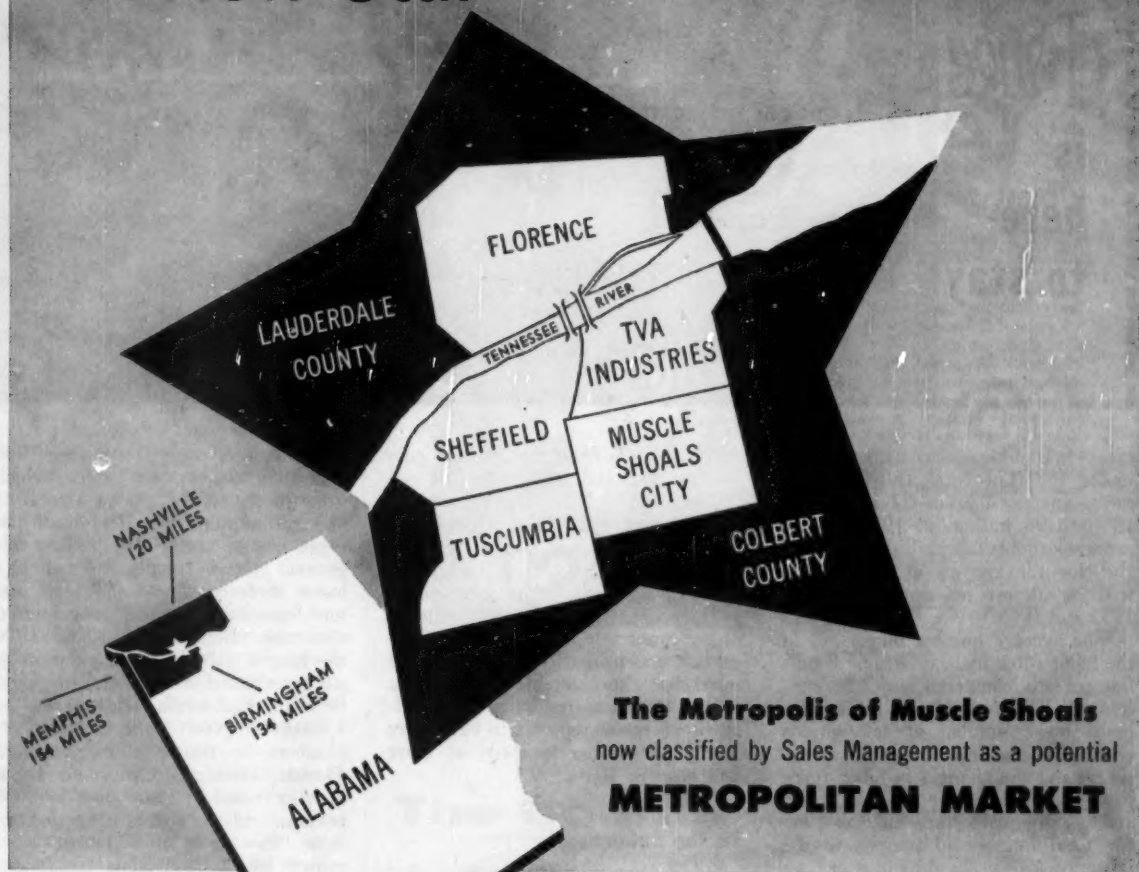 FLORENCE
LAUDERDALE
COUNTY
TENNESSEE RIVER
TVA
INDUSTRIES
SHEFFIELD
MUSCLE
SHOALS
CITY
TUSCUMBIA
COLBERT
COUNTY
NASHVILLE
120 MILES
MEMPHIS
154 MILES
BIRMINGHAM
134 MILES
ALABAMA
The Metropolis of Muscle Shoals
now classified by Sales Management as a potential
METROPOLITAN MARKET